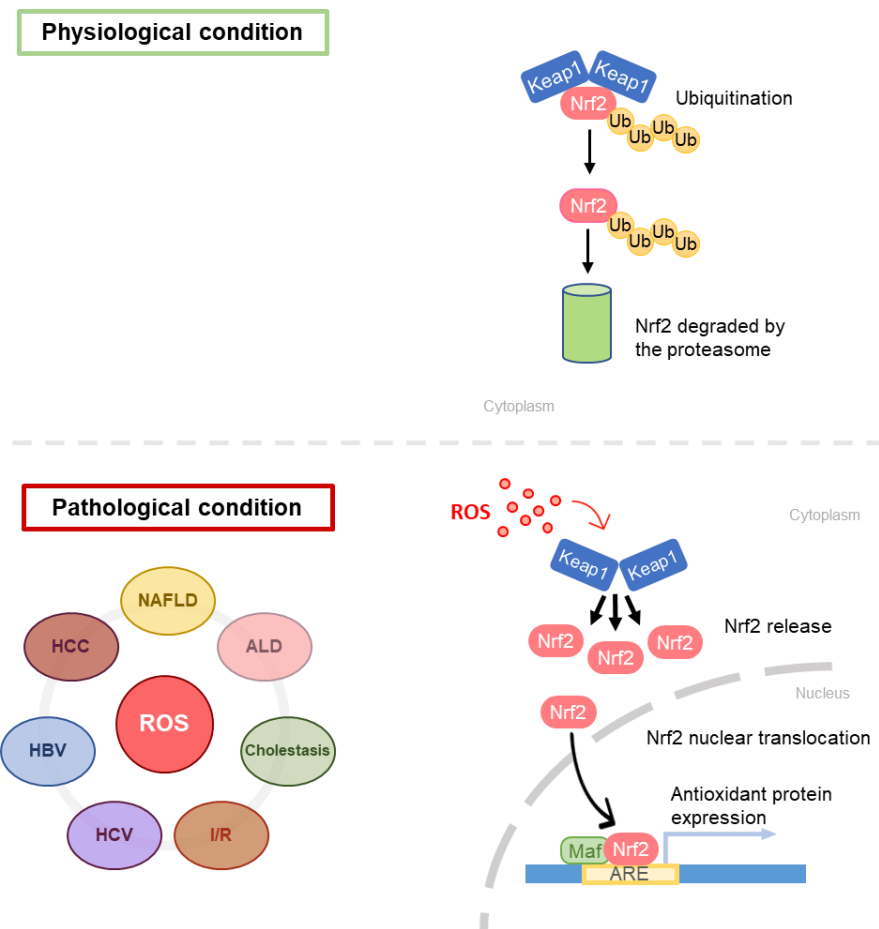 Physiological condition
Keap1
Keap1
Nrf2
Ubiquitination
Ub
Ub
Ub
Ub
Nrf2
Ub
Ub
Ub
Ub
Nrf2 degraded by
the proteasome
Cytoplasm
Pathological condition
NAFLD
HCC
ALD
ROS
HBV
Cholestasis
HCV
I/R
ROS
Cytoplasm
Keap1
Keap1
Nrf2
Nrf2
Nrf2
Nrf2 release
Nucleus
Nrf2
Nrf2 nuclear translocation
Antioxidant protein
expression
Maf
Nrf2
ARE